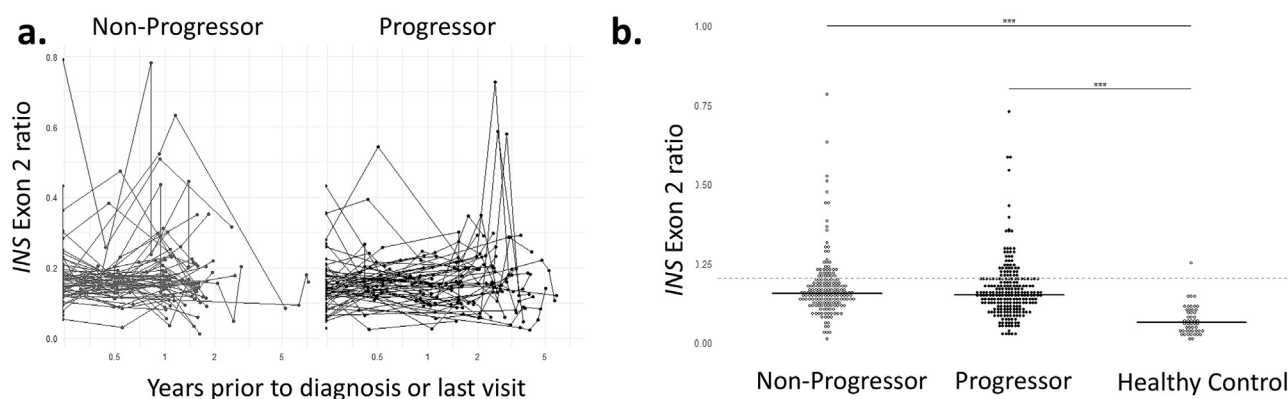 a.
Non-Progressor
Progressor
INS Exon 2 ratio
0.8
0.6
0.4
0.2
0.0
0.5
1
2
5
0.5
1
2
5
Years prior to diagnosis or last visit
b.
INS Exon 2 ratio
1.00
0.75
0.50
0.25
0.00
***
***
Non-Progressor
Progressor
Healthy Control